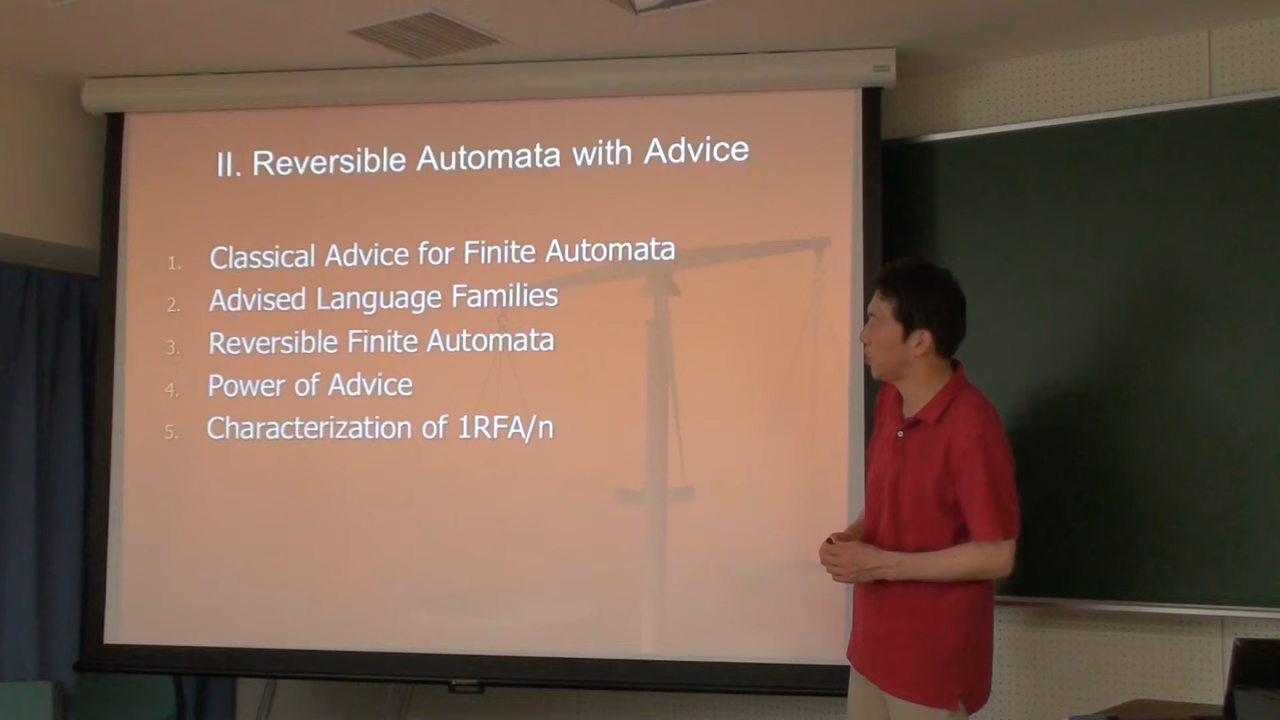 II. Reversible Automata with Advice
1. Classical Advice for Finite Automata
2. Advised Language Families
3. Reversible Finite Automata
4. Power of Advice
5. Characterization of 1RFA/n